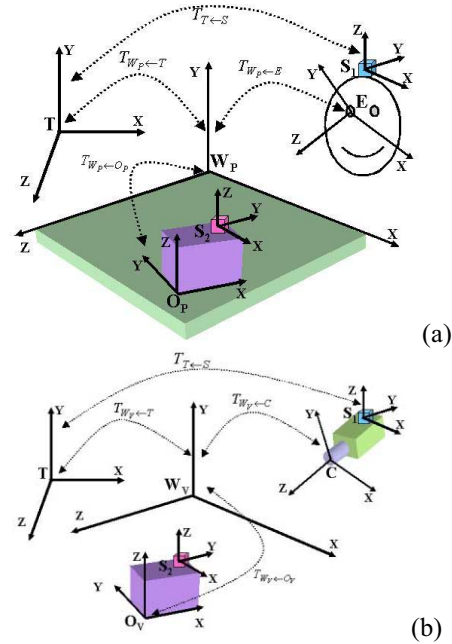 T_{T←S}
Y
T_{W_P←T}
T_{W_P←E}
Z
S_1
Y
X
Y
E
T
X
Z
X
T_{W_P←O_P}
W_P
Z
X
Z
S_2
Y
X
Z
Y
O_P
X
(a)
T_{T←S}
Y
T_{W_V←T}
T_{W_V←C}
Y
Z
S_1
Y
X
Y
T
X
Z
W_V
Z
C
X
Z
X
Z
S_2
Y
X
Z
Y
T_{W_V←O_V}
O_V
X
(b)